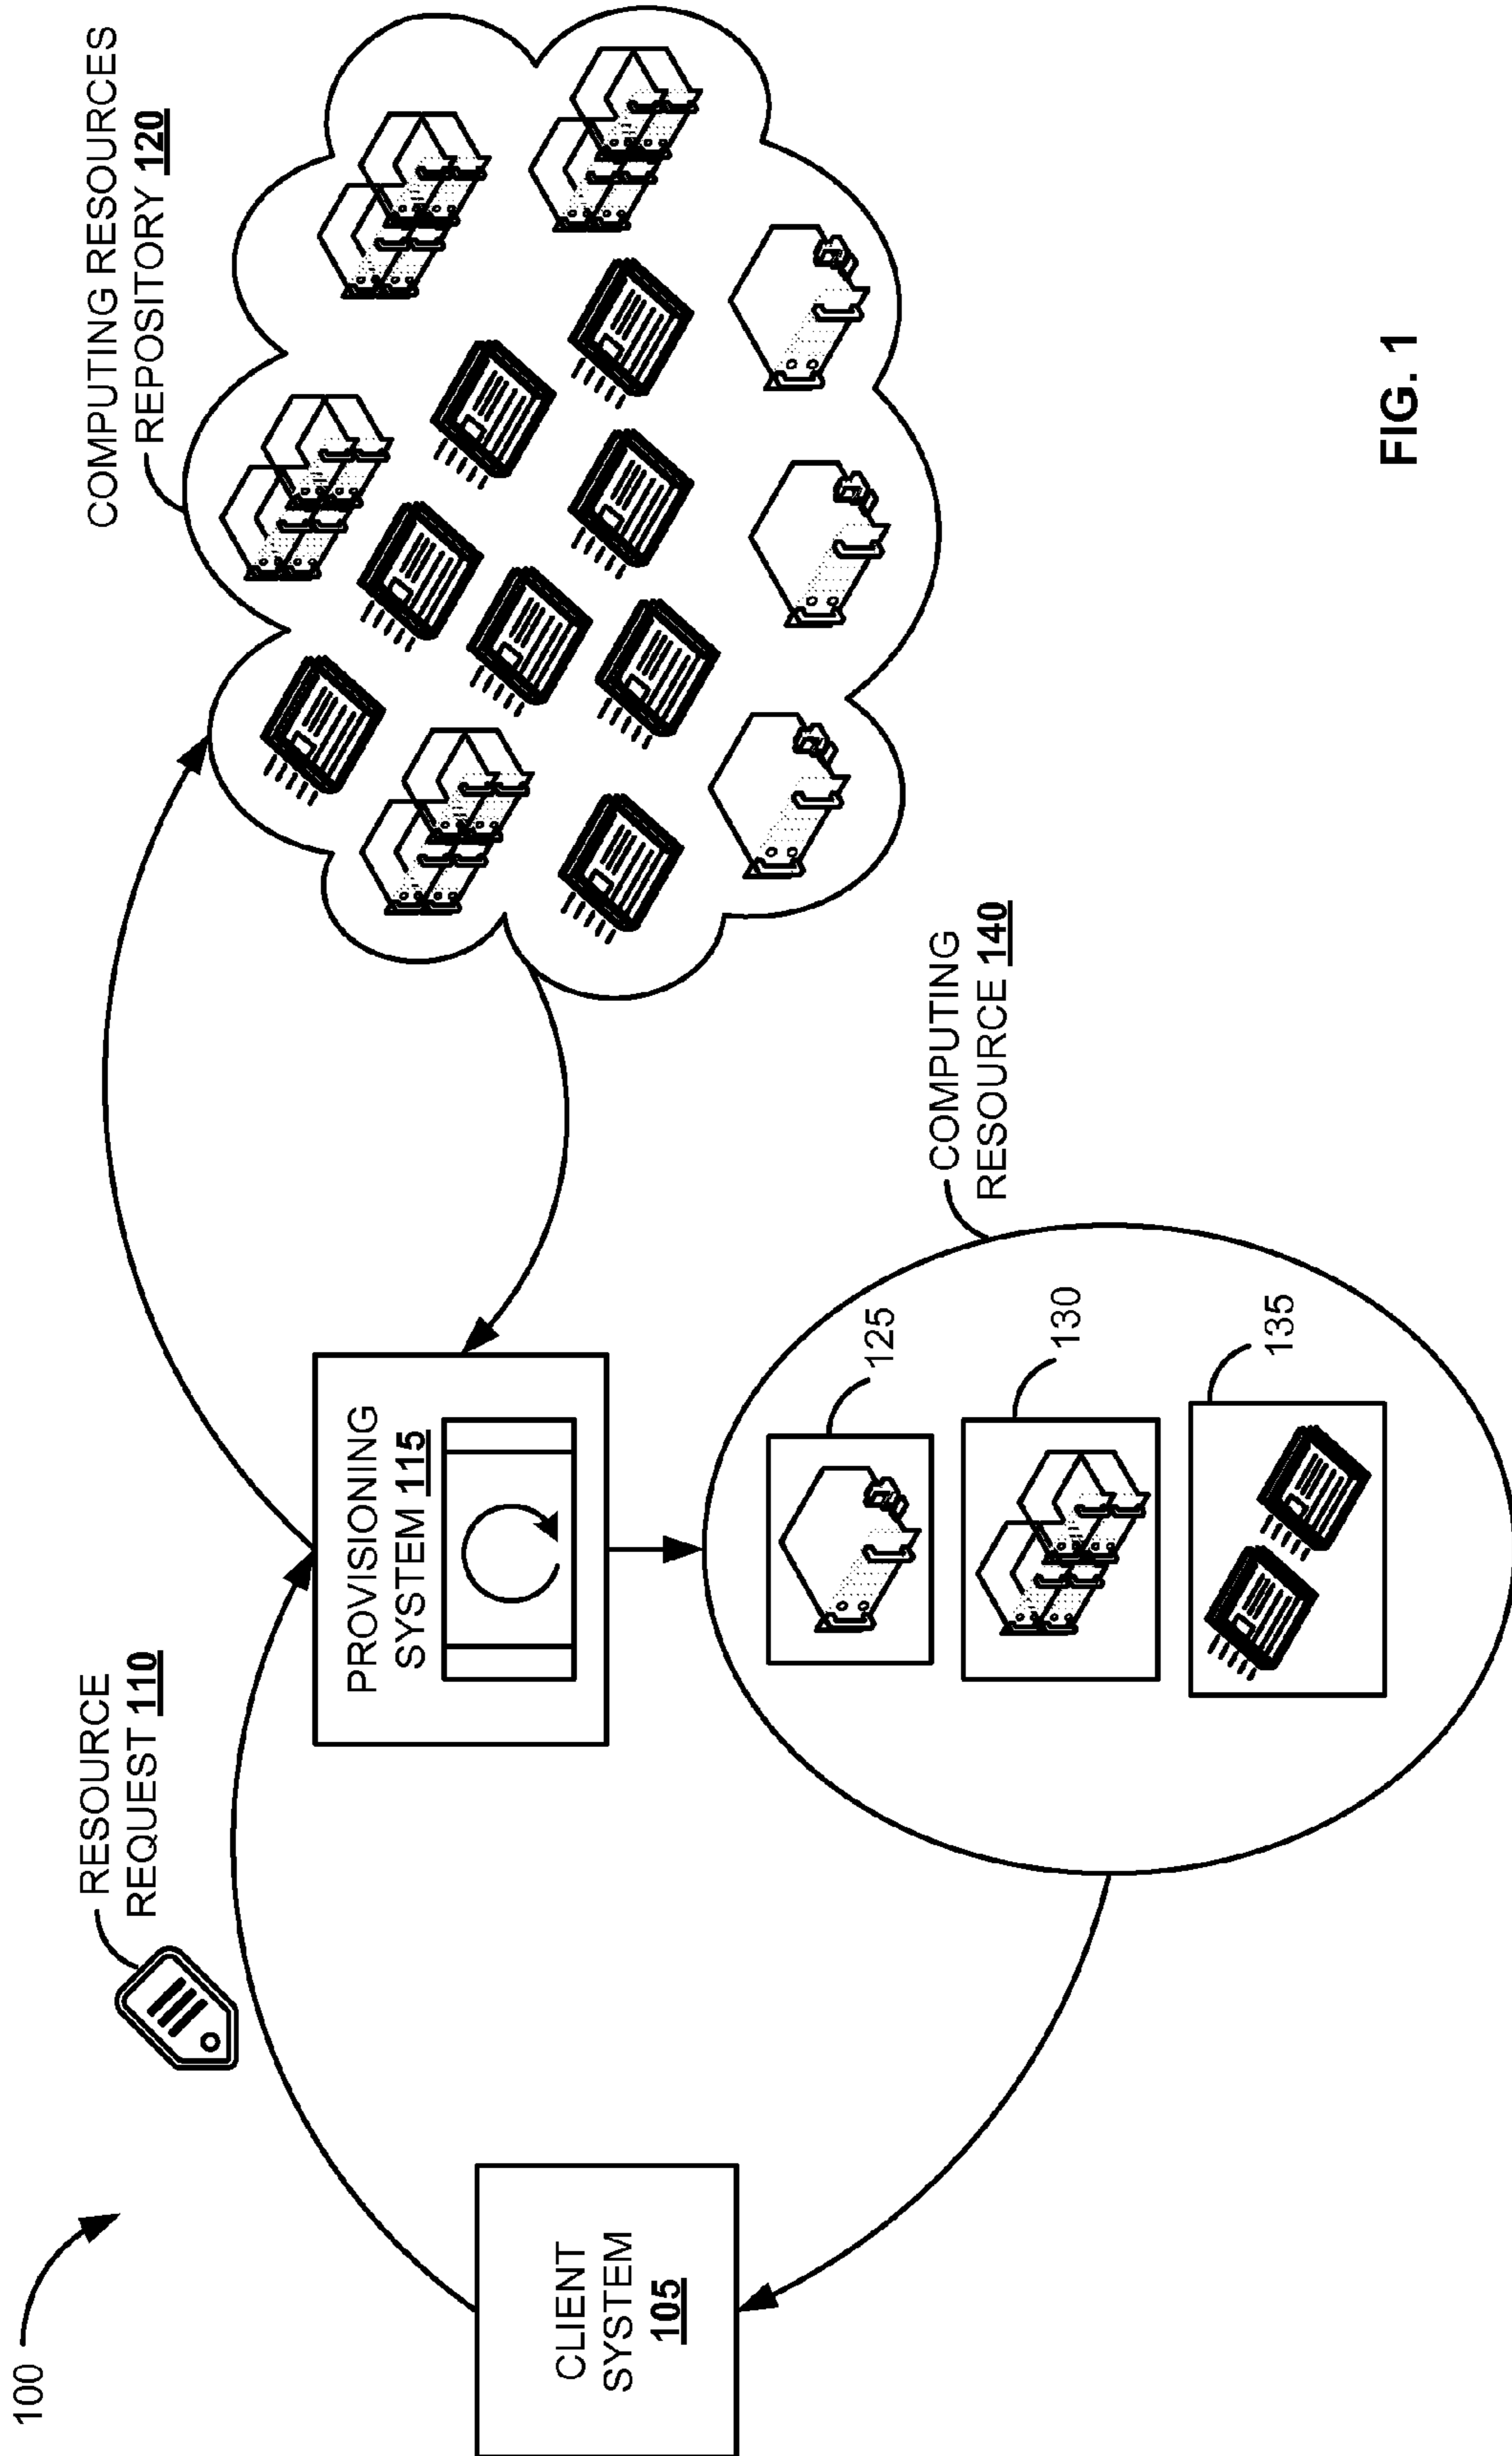 100
RESOURCE
REQUEST 110
COMPUTING RESOURCES
REPOSITORY 120
PROVISIONING
SYSTEM 115
CLIENT
SYSTEM
105
COMPUTING
RESOURCE 140
125
130
135
FIG. 1